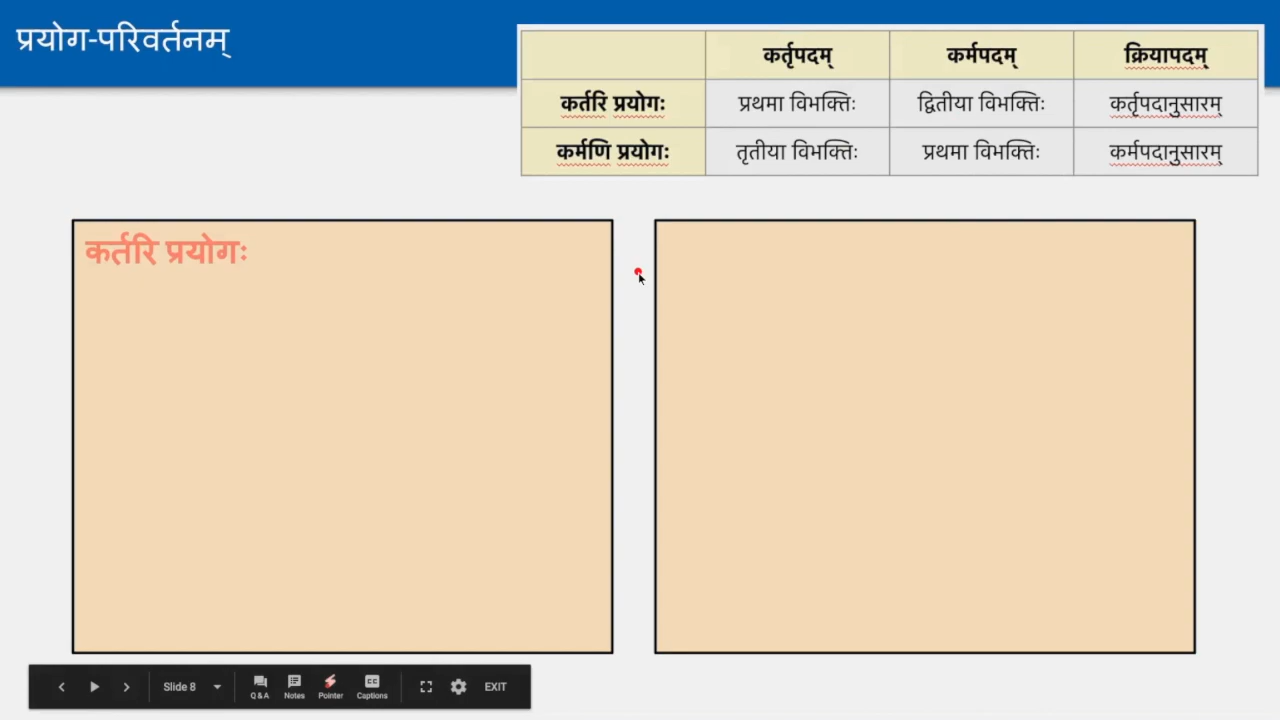 प्रयोग-परिवर्तनम्
कर्तृपदम् कर्मपदम् क्रियापदम्
कर्तरि प्रयोगः प्रथमा विभक्तिः द्वितीया विभक्तिः कर्तृपदानुसारम्
कर्मणि प्रयोगः तृतीया विभक्तिः प्रथमा विभक्तिः कर्मपदानुसारम्
कर्तरि प्रयोगः
Slide 8 Q&A Notes Pointer Captions EXIT